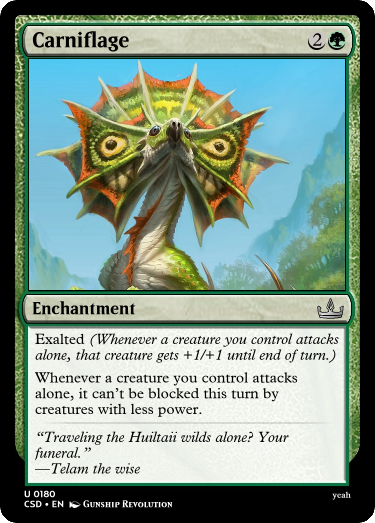 Carniflage 2
Enchantment
Exalted (Whenever a creature you control attacks
alone, that creature gets +1/+1 until end of turn.)
Whenever a creature you control attacks
alone, it can't be blocked this turn by
creatures with less power.
“Traveling the Huiltaii wilds alone? Your
funeral.”
—Telam the wise
U 0180
CSD • EN Gunship Revolution
yeah